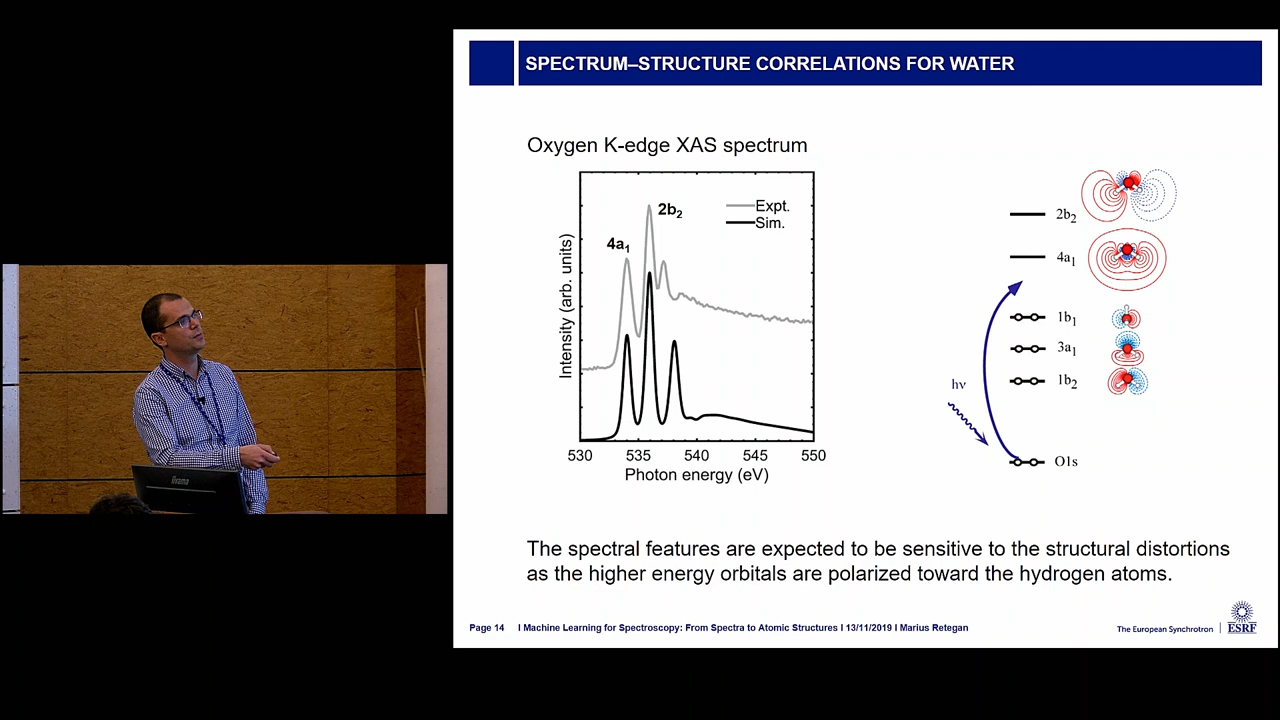 SPECTRUM–STRUCTURE CORRELATIONS FOR WATER
Oxygen K-edge XAS spectrum
2b2
4a1
Expt.
Sim.
Intensity (arb. units)
530 535 540 545 550
Photon energy (eV)
2b2
4a1
1b1
3a1
1b2
hν
O1s
The spectral features are expected to be sensitive to the structural distortions
as the higher energy orbitals are polarized toward the hydrogen atoms.
Page 14 I Machine Learning for Spectroscopy: From Spectra to Atomic Structures I 13/11/2019 I Marius Retegan
The European Synchrotron | ESRF
iiyama